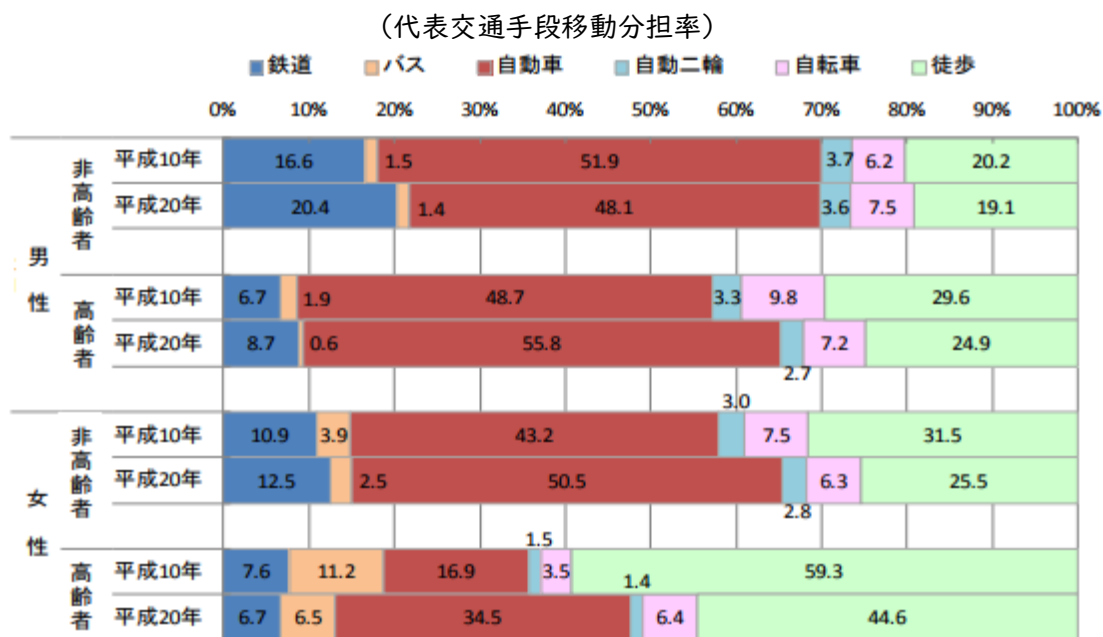 (代表交通手段移動分担率)
鉄道 バス 自動車 自動二輪 自転車 徒歩
0% 10% 20% 30% 40% 50% 60% 70% 80% 90% 100%
男性
非高齢者
平成10年 16.6 1.5 51.9 3.7 6.2 20.2
平成20年 20.4 1.4 48.1 3.6 7.5 19.1
高齢者
平成10年 6.7 1.9 48.7 3.3 9.8 29.6
平成20年 8.7 0.6 55.8 2.7 7.2 24.9
女性
非高齢者
平成10年 10.9 3.9 43.2 3.0 7.5 31.5
平成20年 12.5 2.5 50.5 2.8 6.3 25.5
高齢者
平成10年 7.6 11.2 16.9 1.5 3.5 59.3
平成20年 6.7 6.5 34.5 1.4 6.4 44.6